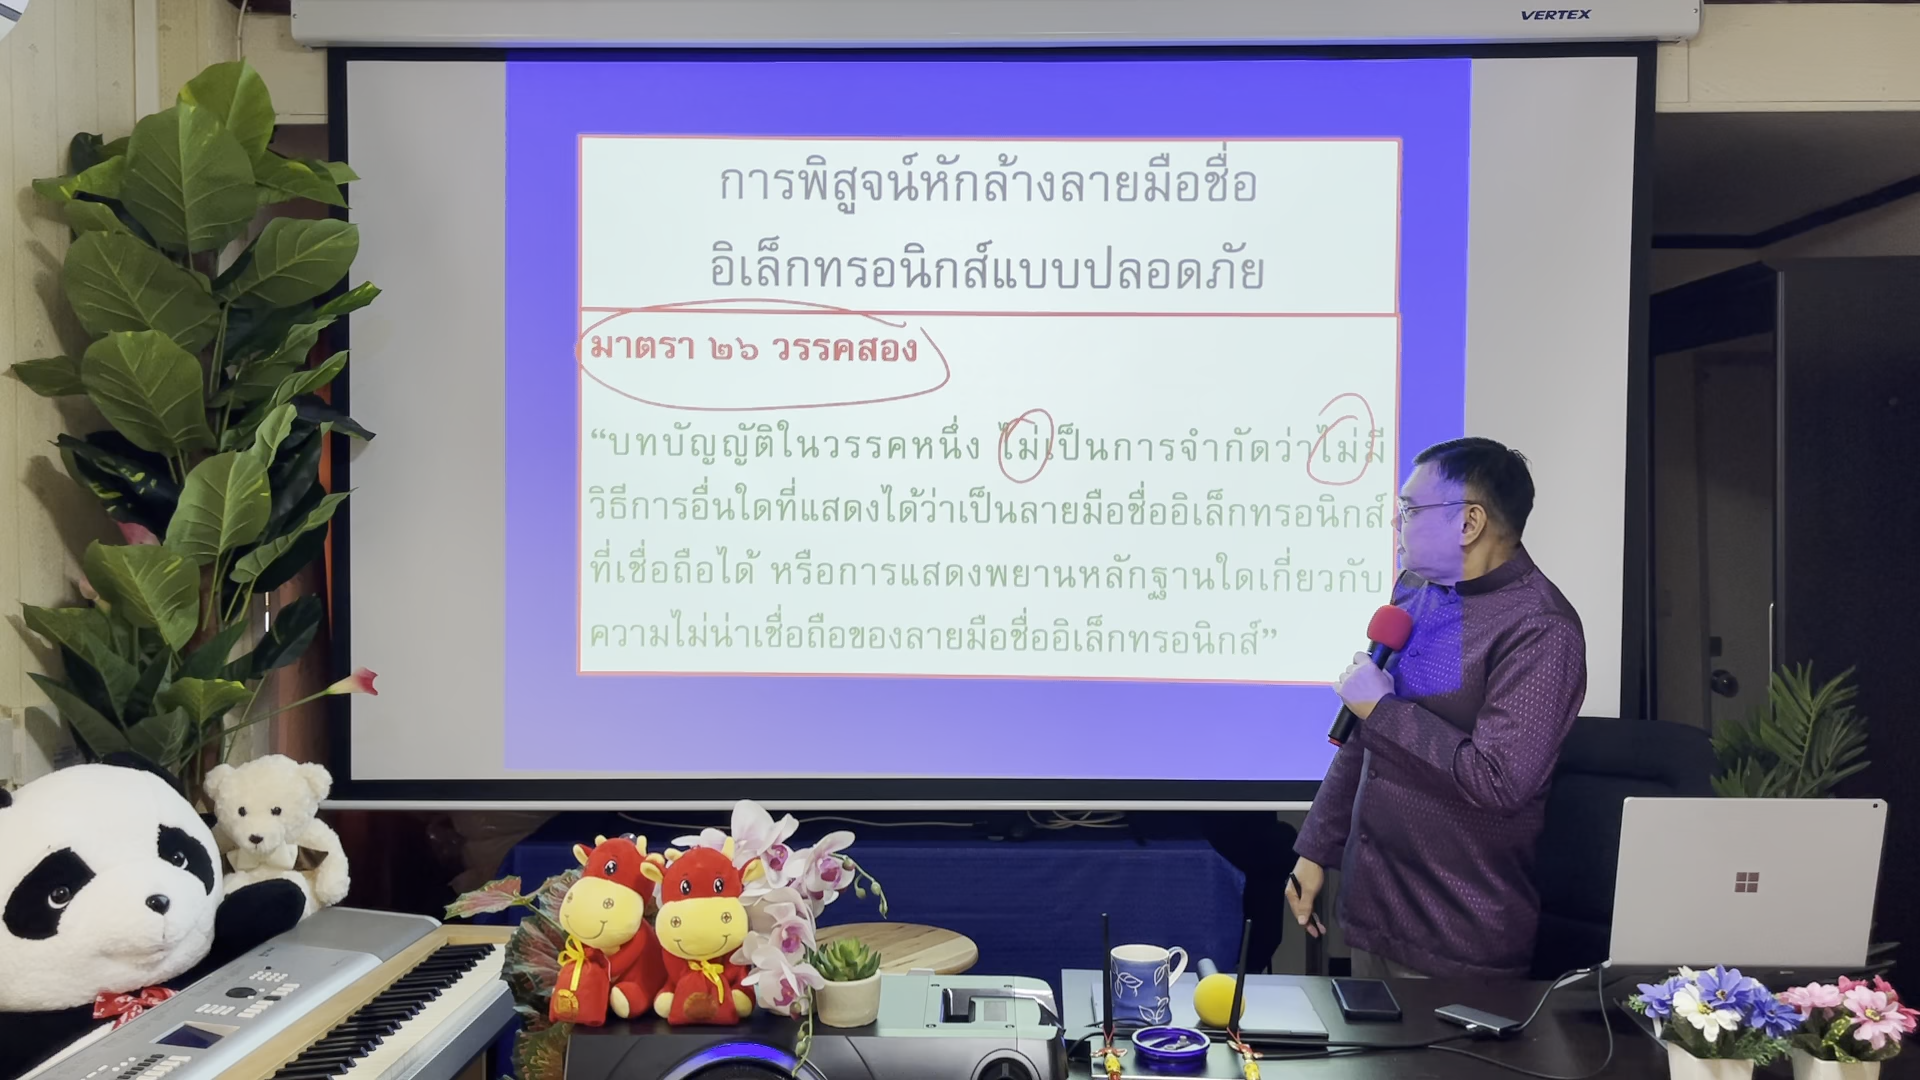 VERTEX
การพิสูจน์หักล้างลายมือชื่อ
อิเล็กทรอนิกส์แบบปลอดภัย
มาตรา ๒๖ วรรคสอง
“บทบัญญัติในวรรคหนึ่ง ไม่เป็นการจำกัดว่าไม่มี
วิธีการอื่นใดที่แสดงได้ว่าเป็นลายมือชื่ออิเล็กทรอนิกส์
ที่เชื่อถือได้ หรือการแสดงพยานหลักฐานใดเกี่ยวกับ
ความไม่น่าเชื่อถือของลายมือชื่ออิเล็กทรอนิกส์”